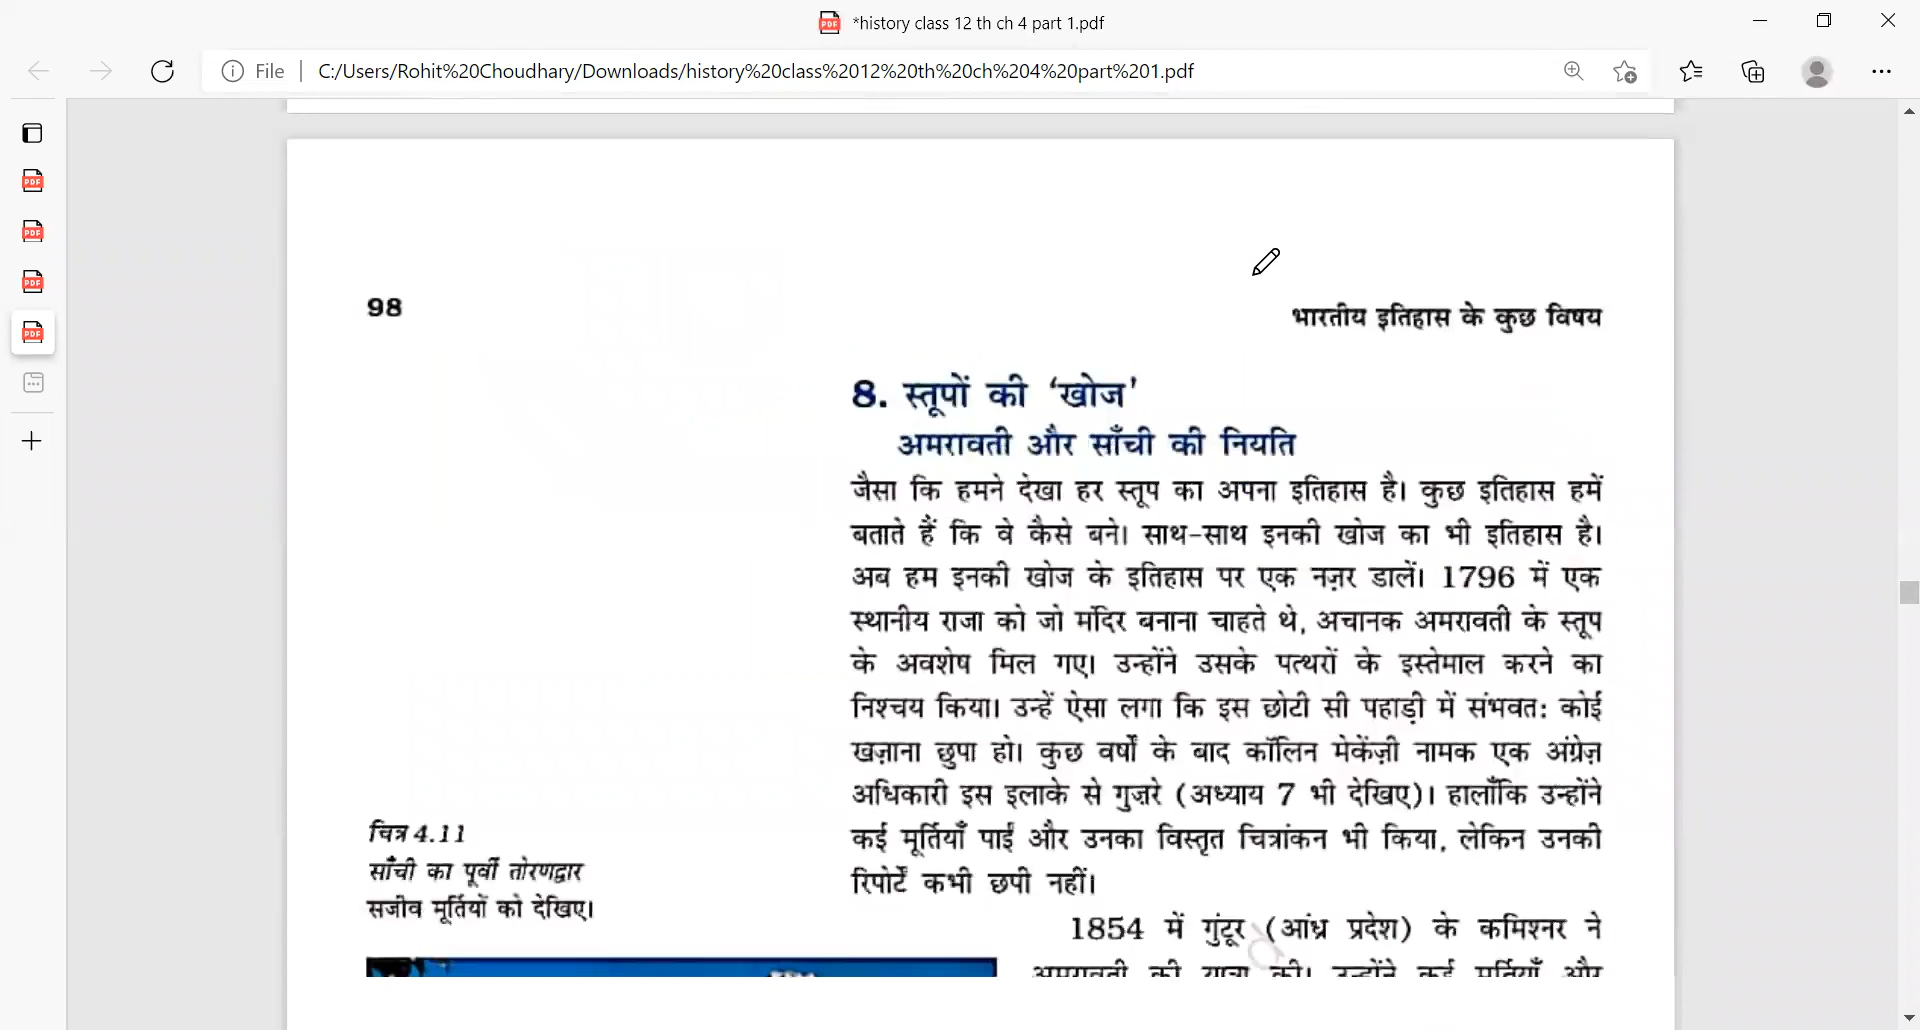 *history class 12 th ch 4 part 1.pdf
File
C:/Users/Rohit%20Choudhary/Downloads/history%20class%2012%20th%20ch%204%20part%201.pdf
98
भारतीय इतिहास के कुछ विषय
8. स्तूपों की ‘खोज’
अमरावती और साँची की नियति
जैसा कि हमने देखा हर स्तूप का अपना इतिहास है। कुछ इतिहास हमें
बताते हैं कि वे कैसे बने। साथ-साथ इनकी खोज का भी इतिहास है।
अब हम इनकी खोज के इतिहास पर एक नज़र डालें। 1796 में एक
स्थानीय राजा को जो मंदिर बनाना चाहते थे, अचानक अमरावती के स्तूप
के अवशेष मिल गए। उन्होंने उसके पत्थरों के इस्तेमाल करने का
निश्चय किया। उन्हें ऐसा लगा कि इस छोटी सी पहाड़ी में संभवत: कोई
खज़ाना छुपा हो। कुछ वर्षों के बाद कॉलिन मेकेंज़ी नामक एक अंग्रेज़
अधिकारी इस इलाके से गुज़रे (अध्याय 7 भी देखिए)। हालाँकि उन्होंने
कई मूर्तियाँ पाईं और उनका विस्तृत चित्रांकन भी किया, लेकिन उनकी
रिपोर्टें कभी छपी नहीं।
1854 में गुंटूर (आंध्र प्रदेश) के कमिश्नर ने
अमरावती की यात्रा की। उन्होंने कई मूर्तियाँ और
चित्र 4.11
साँची का पूर्वी तोरणद्वार
सजीव मूर्तियों को देखिए।